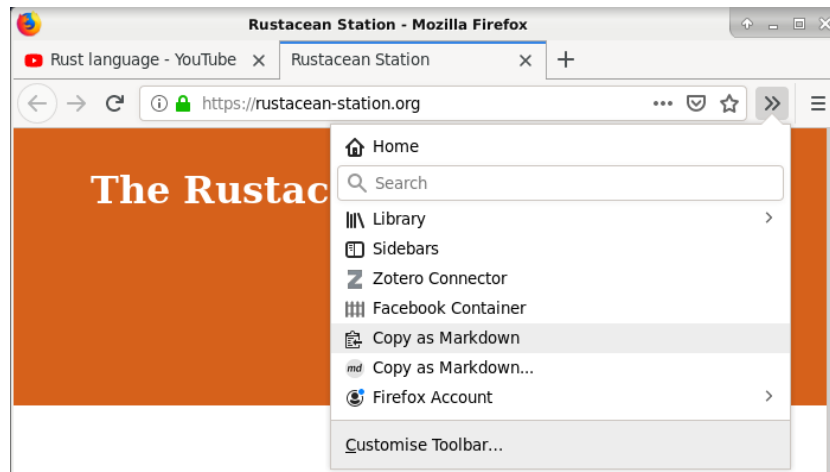 Rustacean Station - Mozilla Firefox
Rust language - YouTube Rustacean Station
https://rustacean-station.org
The Rustac
Home
Search
Library
Sidebars
Zotero Connector
Facebook Container
Copy as Markdown
md Copy as Markdown...
Firefox Account
Customise Toolbar...